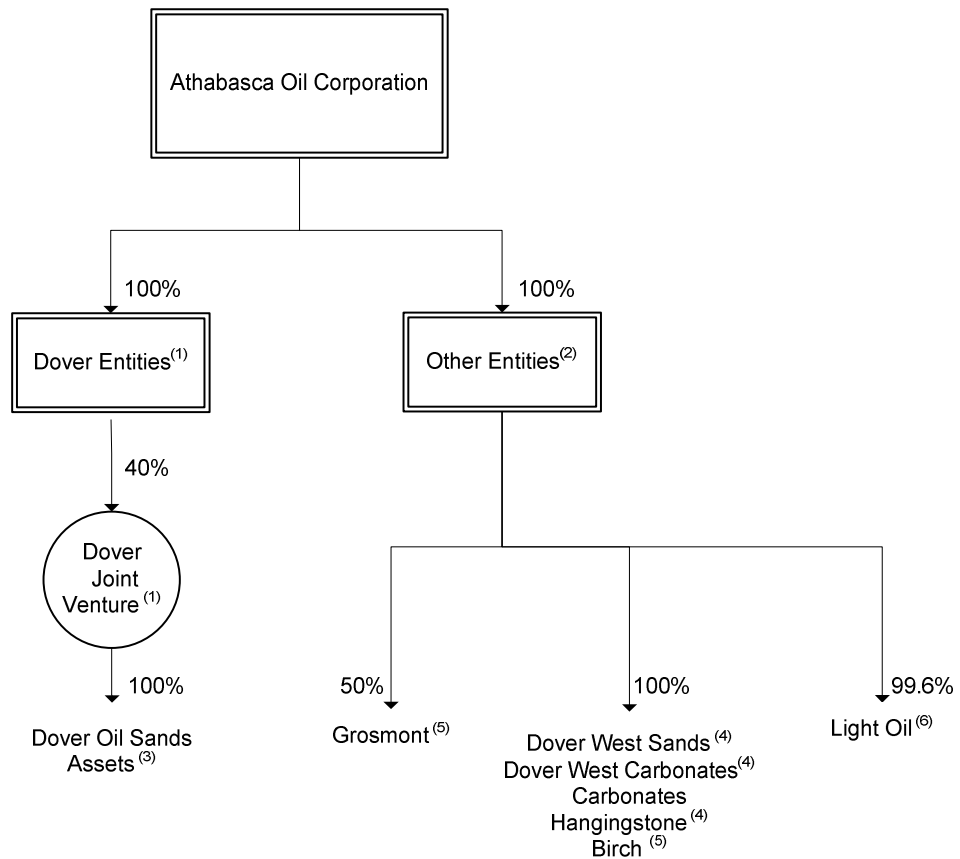 Athabasca Oil Corporation
100%
100%
Dover Entities(1)
Other Entities(2)
40%
Dover
Joint
Venture (1)
100%
50%
100%
99.6%
Dover Oil Sands
Assets (3)
Grosmont (5)
Dover West Sands (4)
Dover West Carbonates(4)
Carbonates
Hangingstone (4)
Birch (5)
Light Oil (6)